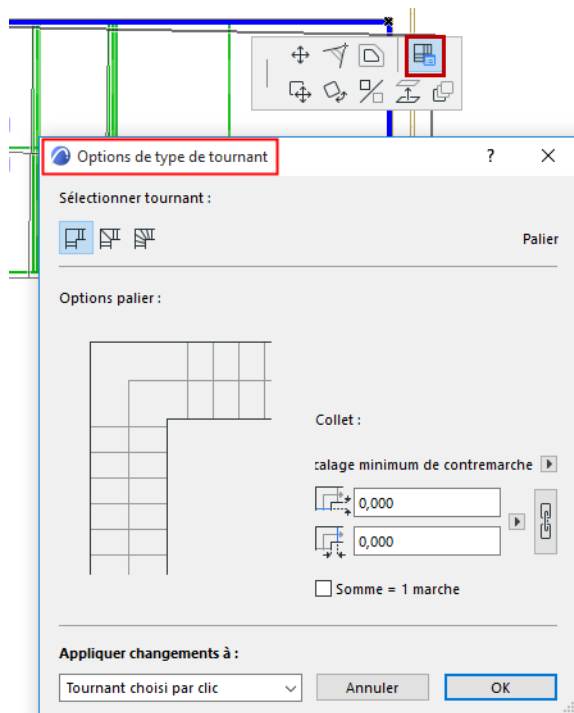 Options de type de tournant
?
Sélectionner tournant :
Palier
Options palier :
Collet :
calage minimum de contremarche
0,000
0,000
Somme = 1 marche
Appliquer changements à :
Tournant choisi par clic
Annuler
OK